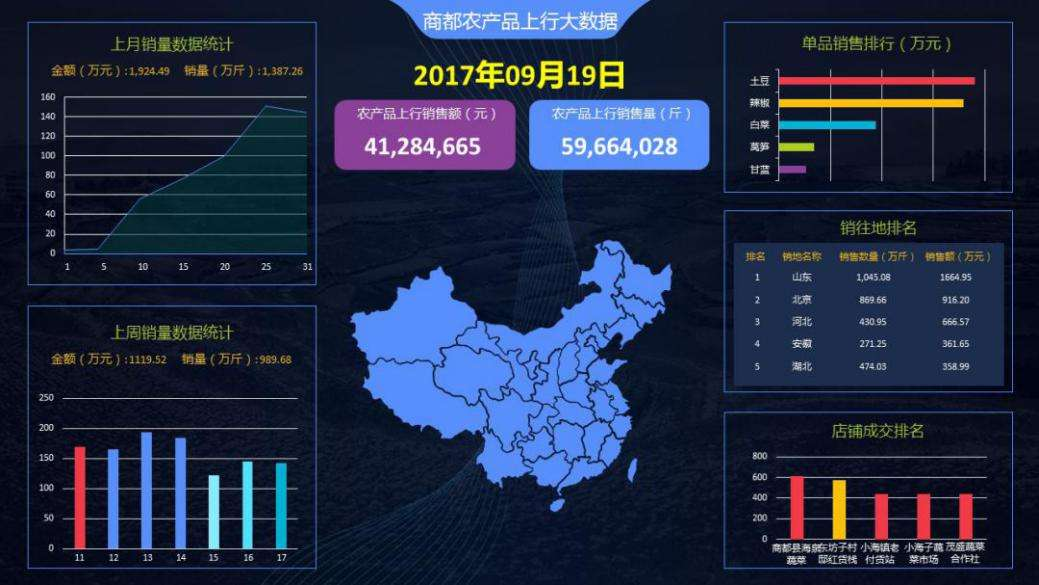 商都农产品上行大数据
2017年09月19日
农产品上行销售额（元）
41,284,665
农产品上行销售量（斤）
59,664,028
上月销量数据统计
金额（万元）:1,924.49 销量（万斤）:1,387.26
160
140
120
100
80
60
40
20
0
1 5 10 15 20 25 31
上周销量数据统计
金额（万元）:1119.52 销量（万斤）:989.68
250
200
150
100
50
0
11 12 13 14 15 16 17
单品销售排行（万元）
土豆
辣椒
白菜
莴笋
甘蓝
销往地排名
排名 销地名称 销售数量（万斤） 销售额（万元）
1 山东 1,045.08 1664.95
2 北京 869.66 916.20
3 河北 430.95 666.57
4 安徽 271.25 361.65
5 湖北 474.03 358.99
店铺成交排名
800
600
400
200
0
商都县海泉
蔬菜
东坊子村
邸红货栈
小海镇老
付货站
小海子蔬
菜市场
茂盛蔬菜
合作社